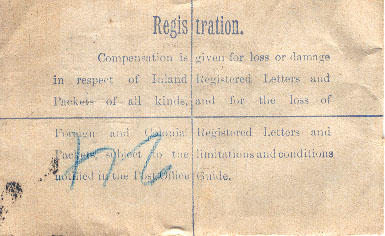 Registration.
Compensation is given for loss or damage
in respect of Inland Registered Letters and
Packets of all kinds, and for the loss of
Foreign and Colonial Registered Letters and
Packets subject to the limitations and conditions
notified in the Post Office Guide.